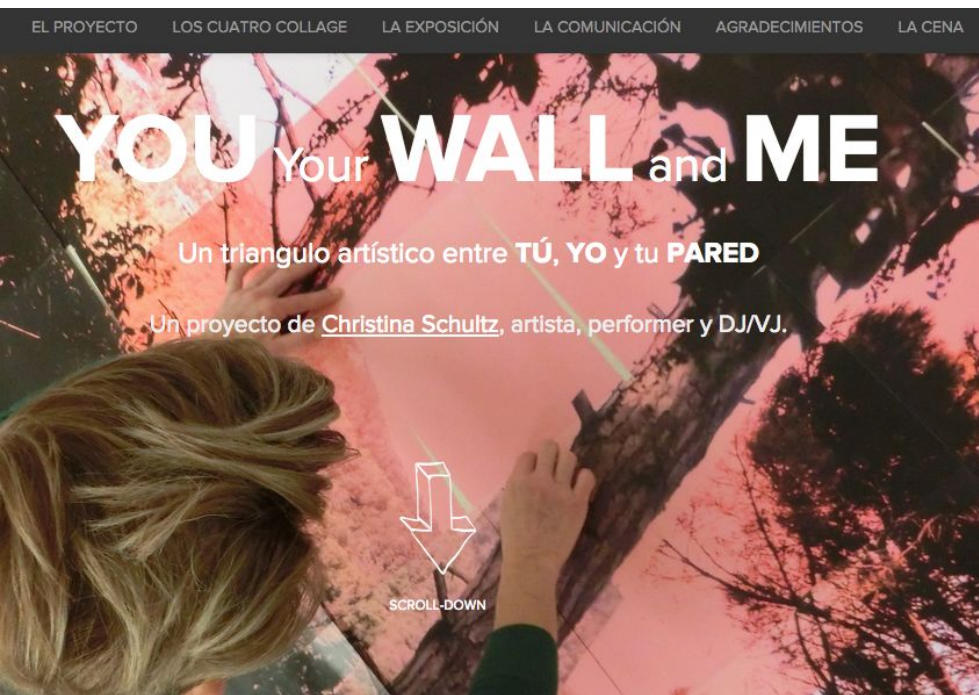 EL PROYECTO LOS CUATRO COLLAGE LA EXPOSICIÓN LA COMUNICACIÓN AGRADECIMIENTOS LA CENA
YOU Your WALL and ME
Un triangulo artístico entre TÚ, YO y tu PARED
Un proyecto de Christina Schultz, artista, performer y DJ/VJ.
SCROLL-DOWN